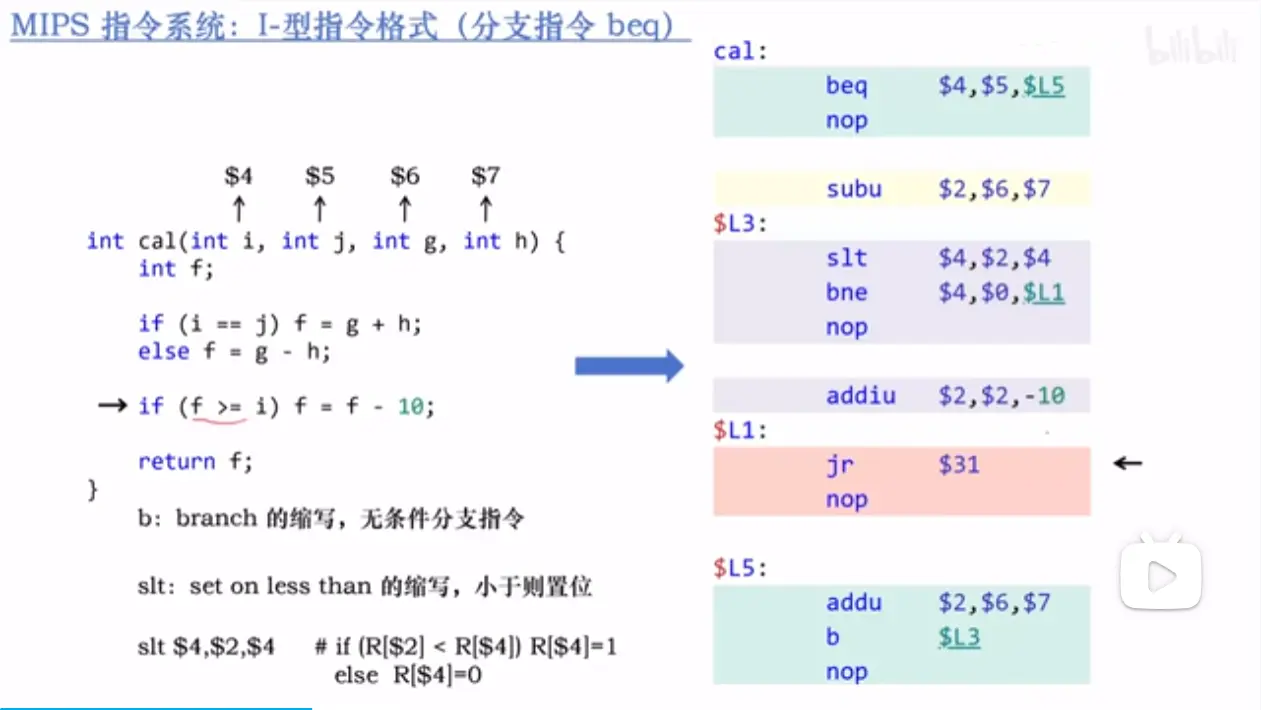 MIPS 指令系统：I-型指令格式（分支指令 beq）
bilibili
$4 $5 $6 $7
int cal(int i, int j, int g, int h) {
int f;
if (i == j) f = g + h;
else f = g - h;
if (f >= i) f = f - 10;
return f;
}
b：branch 的缩写，无条件分支指令
slt：set on less than 的缩写，小于则置位
slt $4,$2,$4 # if (R[$2] < R[$4]) R[$4]=1
else R[$4]=0
cal:
beq $4,$5,$L5
nop
subu $2,$6,$7
$L3:
slt $4,$2,$4
bne $4,$0,$L1
nop
addiu $2,$2,-10
$L1:
jr $31
nop
$L5:
addu $2,$6,$7
b $L3
nop